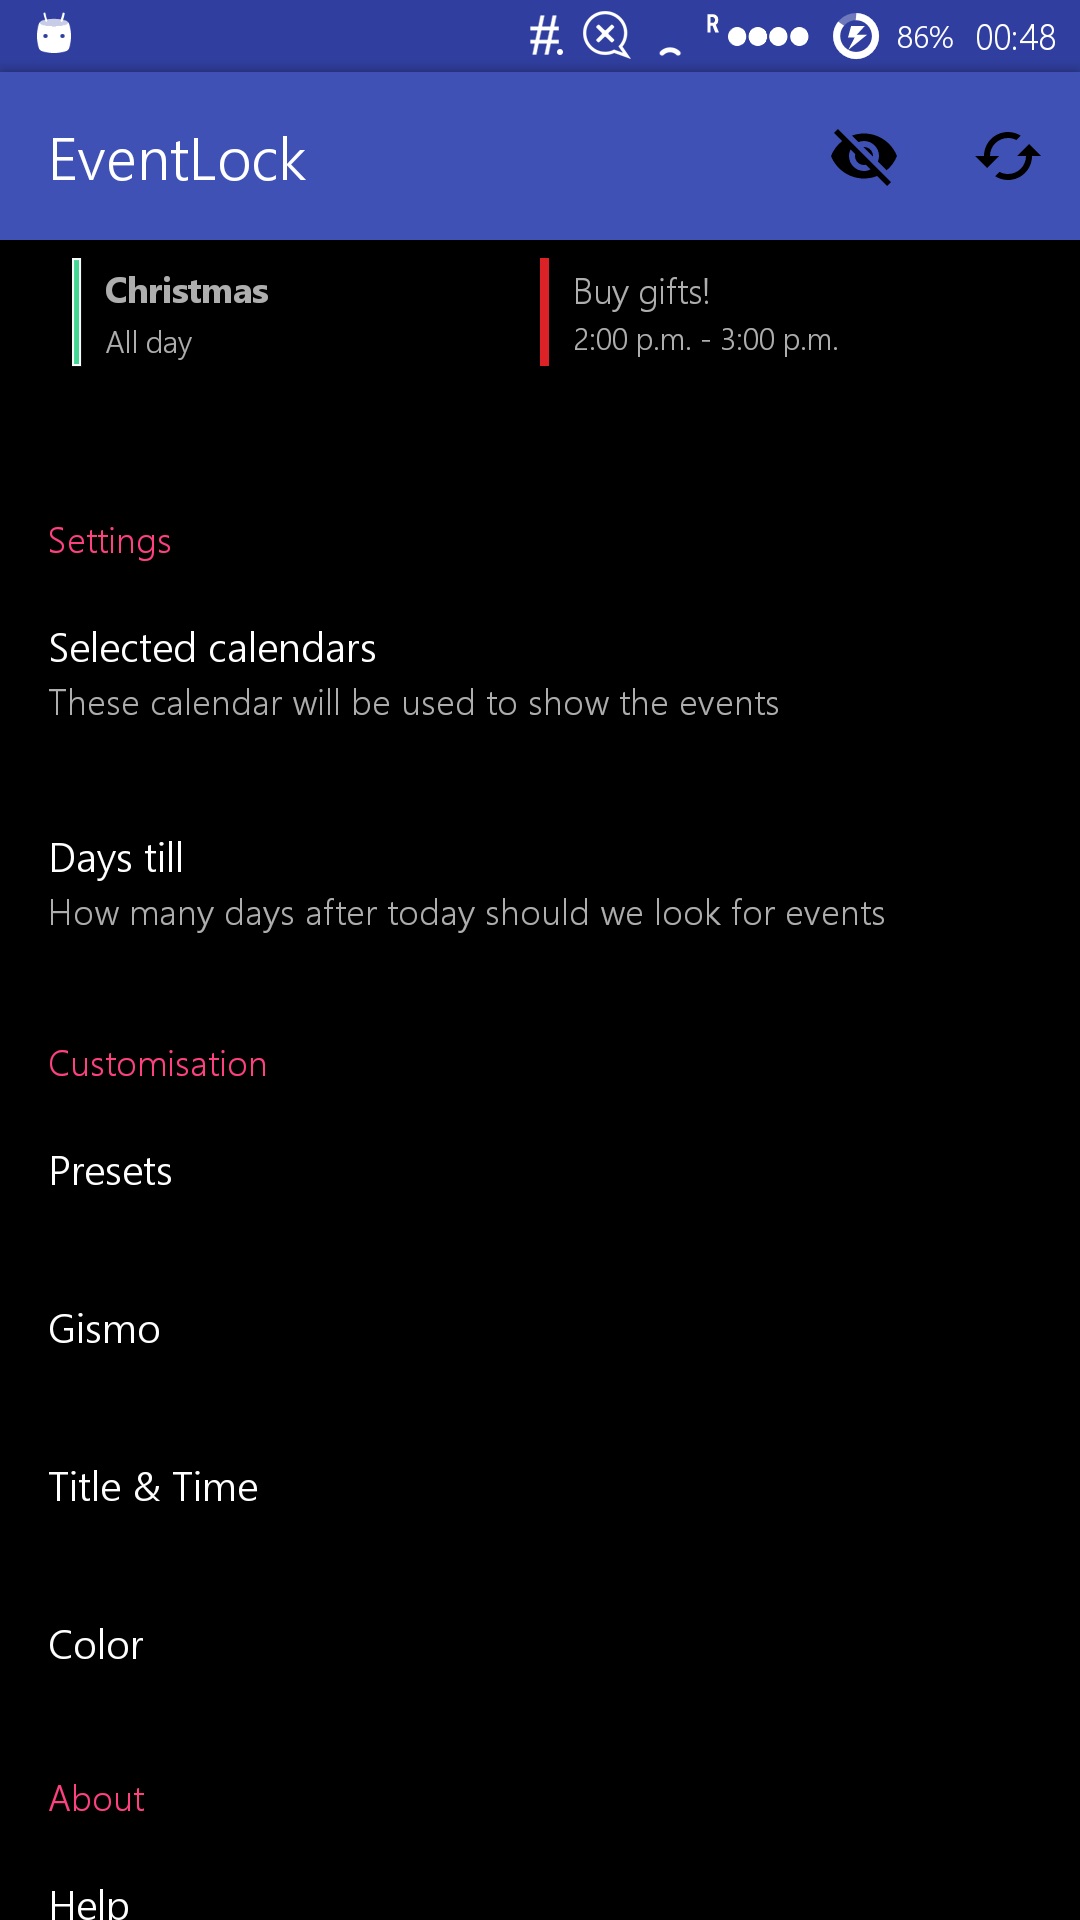 #. R 86% 00:48
EventLock
Christmas
All day
Buy gifts!
2:00 p.m. - 3:00 p.m.
Settings
Selected calendars
These calendar will be used to show the events
Days till
How many days after today should we look for events
Customisation
Presets
Gismo
Title & Time
Color
About
Help